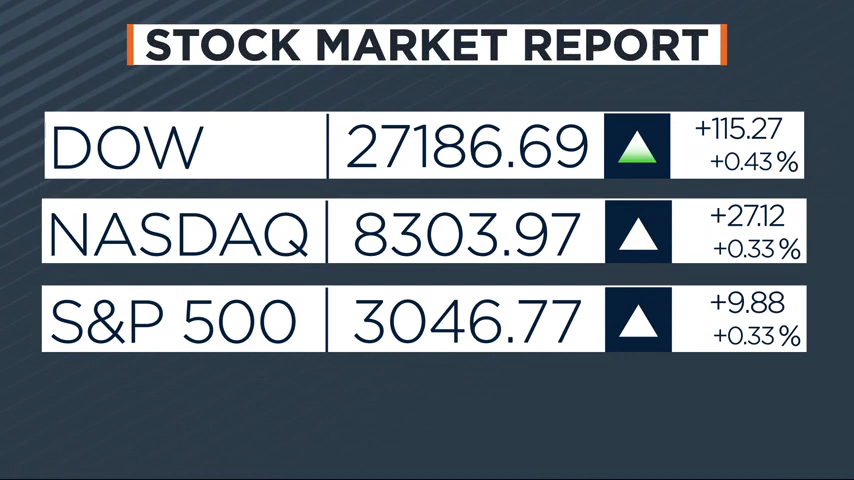 STOCK MARKET REPORT
DOW 27186.69 +115.27
+0.43%
NASDAQ 8303.97 +27.12
+0.33%
S&P 500 3046.77 +9.88
+0.33%